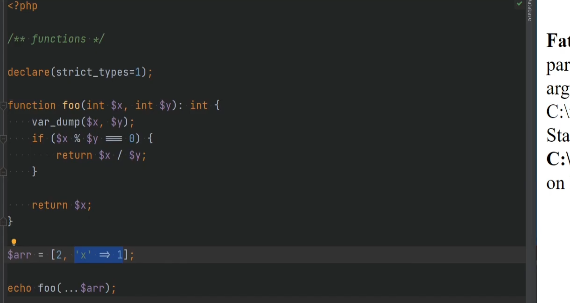 <?php
/** functions */
declare(strict_types=1);
function foo(int $x, int $y): int {
var_dump($x, $y);
if ($x % $y === 0) {
return $x / $y;
}
return $x;
}
$arr = [2, 'x' => 1];
echo foo(...$arr);
Fat
par
arg
C:\
Sta
C:\
on